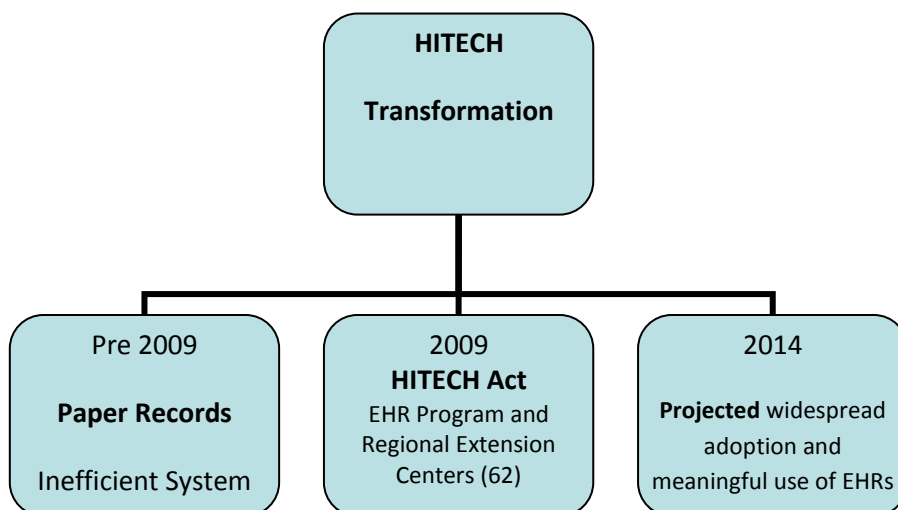 HITECH
Transformation
Pre 2009
Paper Records
Inefficient System
2009
HITECH Act
EHR Program and
Regional Extension
Centers (62)
2014
Projected widespread
adoption and
meaningful use of EHRs